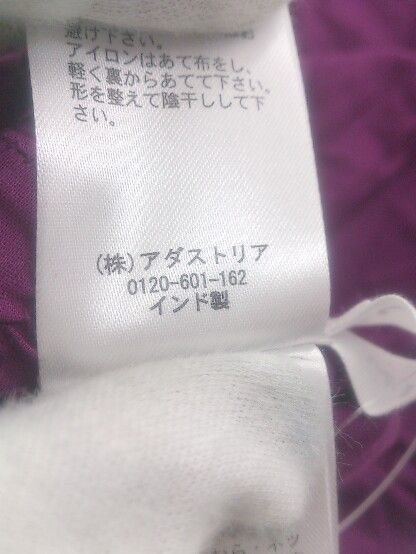 避け下さい。
アイロンはあて布をし、
軽く裏からあてて下さい。
形を整えて陰干しして下
さい。
(株)アダストリア
0120-601-162
インド製